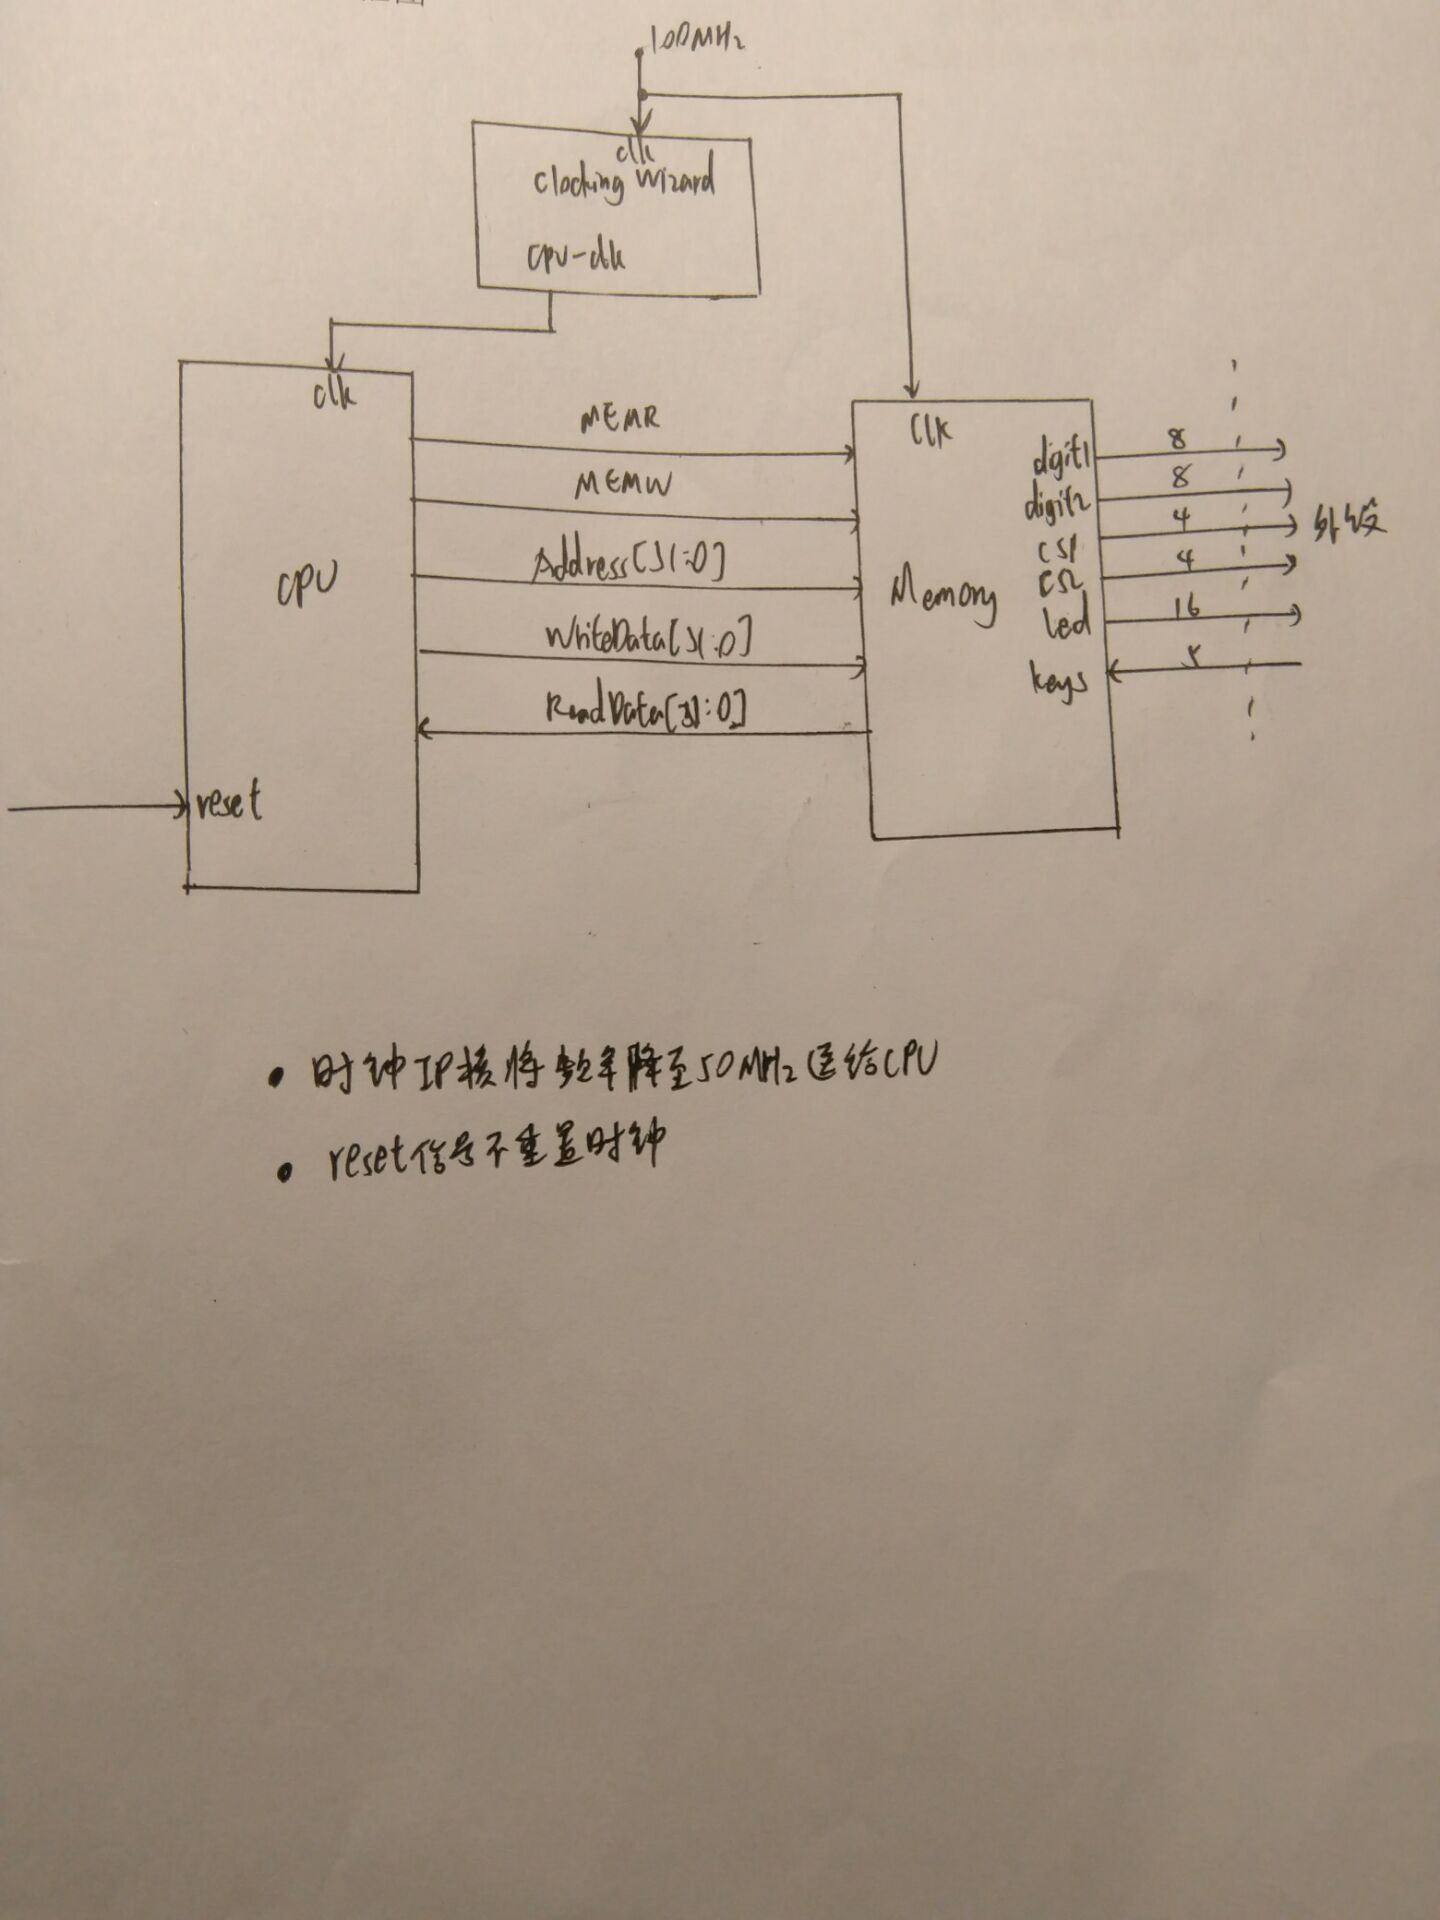 100MHz
clk
Clocking Wizard
CPU-clk
clk
MEMR
Clk
digit1
8
MEMW
digit2
8
CPU
Address[31:0]
Memory
CS1
4
外设
CS2
4
WriteData[31:0]
led
16
ReadData[31:0]
keys
5
reset
• 时钟IP核将频率降至50MHz送给CPU
• reset信号不重置时钟